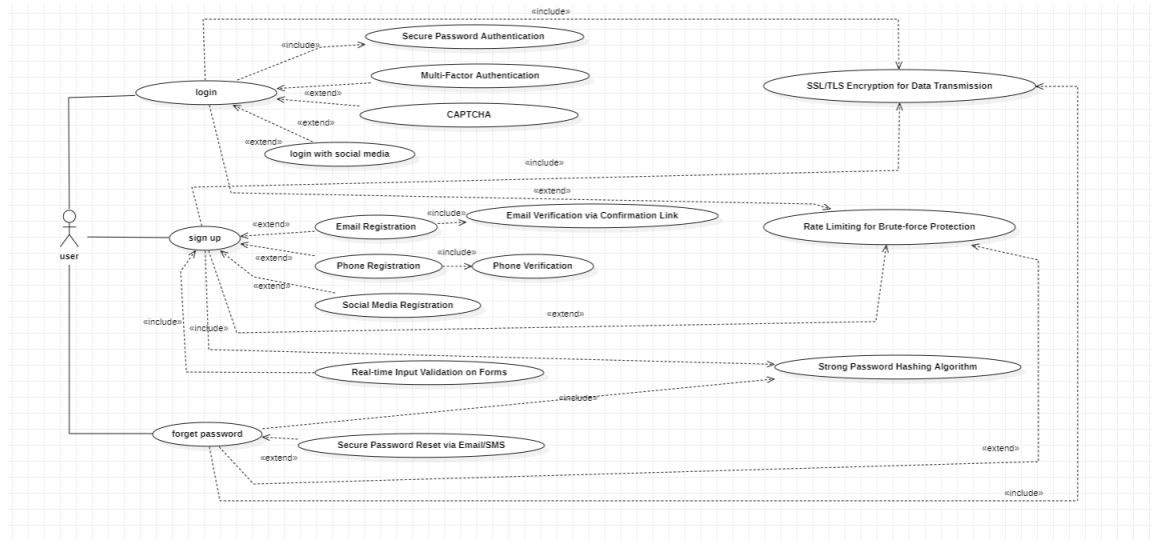 «include»
Secure Password Authentication
«include»
Multi-Factor Authentication
SSL/TLS Encryption for Data Transmission
login
«extend»
CAPTCHA
«extend»
«extend»
login with social media
«include»
«extend»
«include»
Email Verification via Confirmation Link
«extend»
Email Registration
Rate Limiting for Brute-force Protection
sign up
«include»
user
«extend»
Phone Registration
Phone Verification
«extend»
Social Media Registration
«extend»
«include»
«include»
Strong Password Hashing Algorithm
Real-time Input Validation on Forms
«include»
forget password
Secure Password Reset via Email/SMS
«extend»
«extend»
«include»